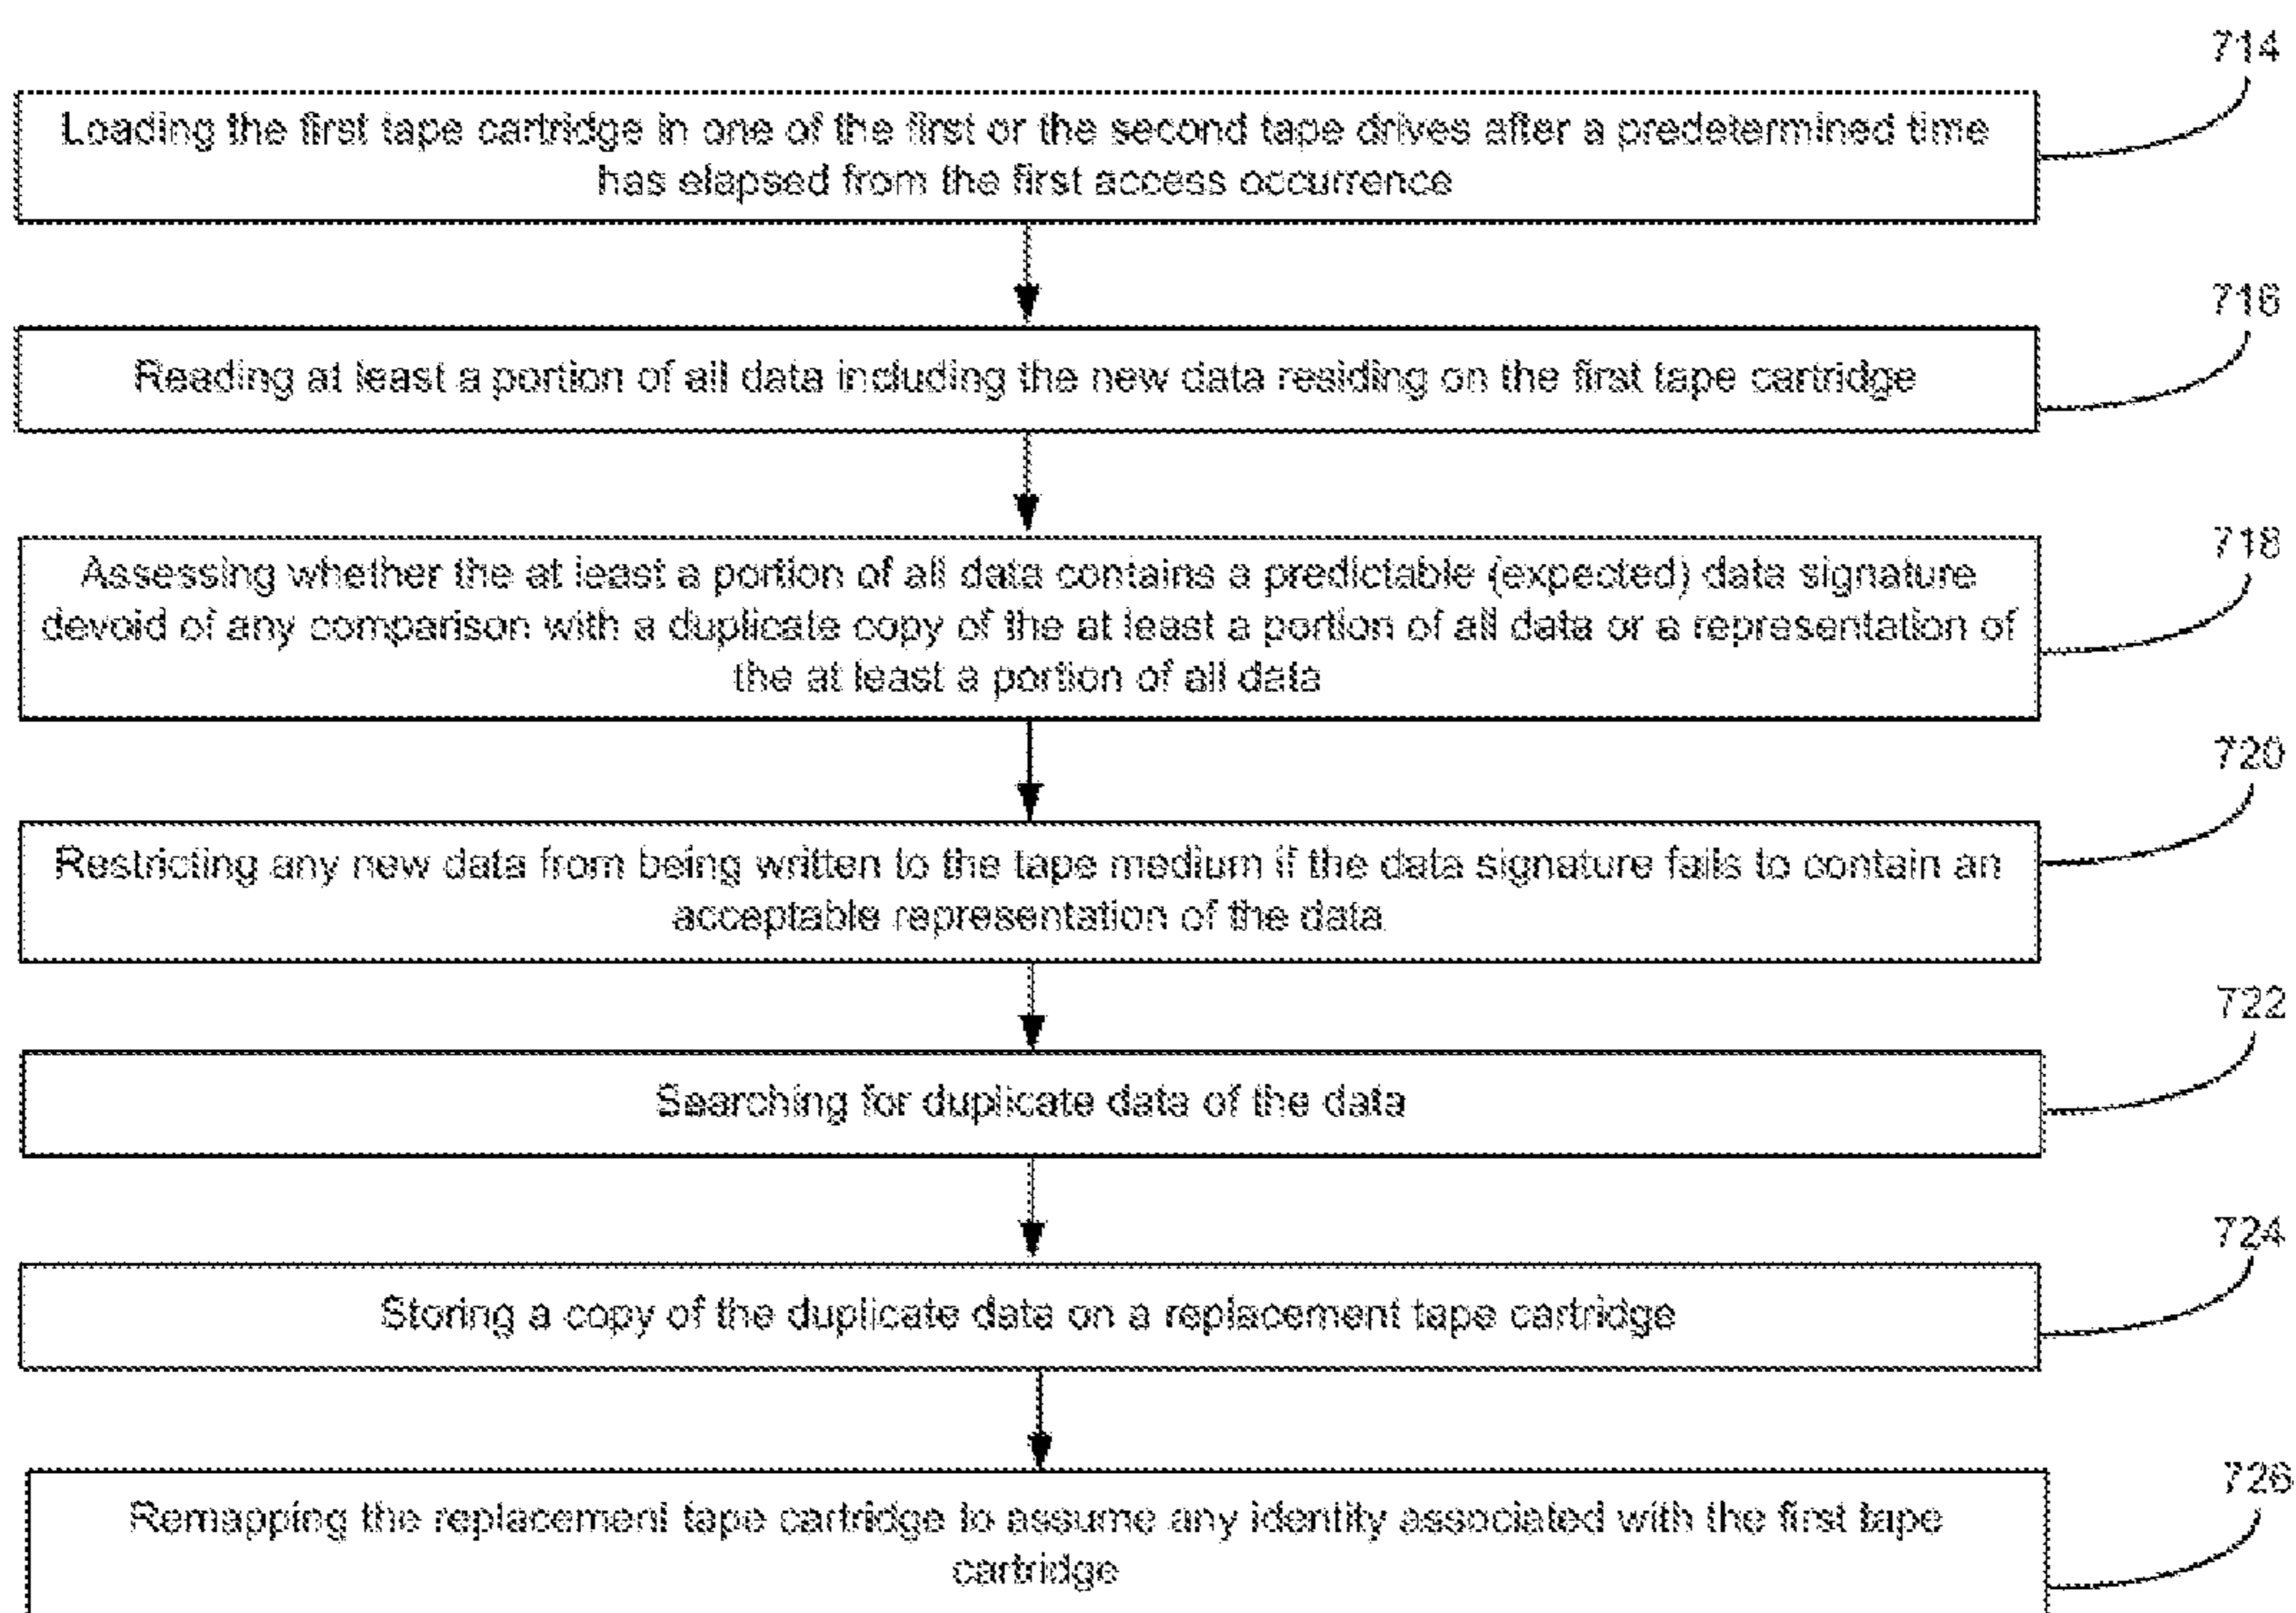 714
Loading the first tape cartridge in one of the first or the second tape drives after a predetermined time
has elapsed from the first access occurrence
716
Reading at least a portion of all data including the new data residing on the first tape cartridge
718
Assessing whether the at least a portion of all data contains a predictable (expected) data signature
devoid of any comparison with a duplicate copy of the at least a portion of all data or a representation of
the at least a portion of all data
720
Restricting any new data from being written to the tape medium if the data signature fails to contain an
acceptable representation of the data
722
Searching for duplicate data of the data
724
Storing a copy of the duplicate data on a replacement tape cartridge
726
Remapping the replacement tape cartridge to assume any identity associated with the first tape
cartridge